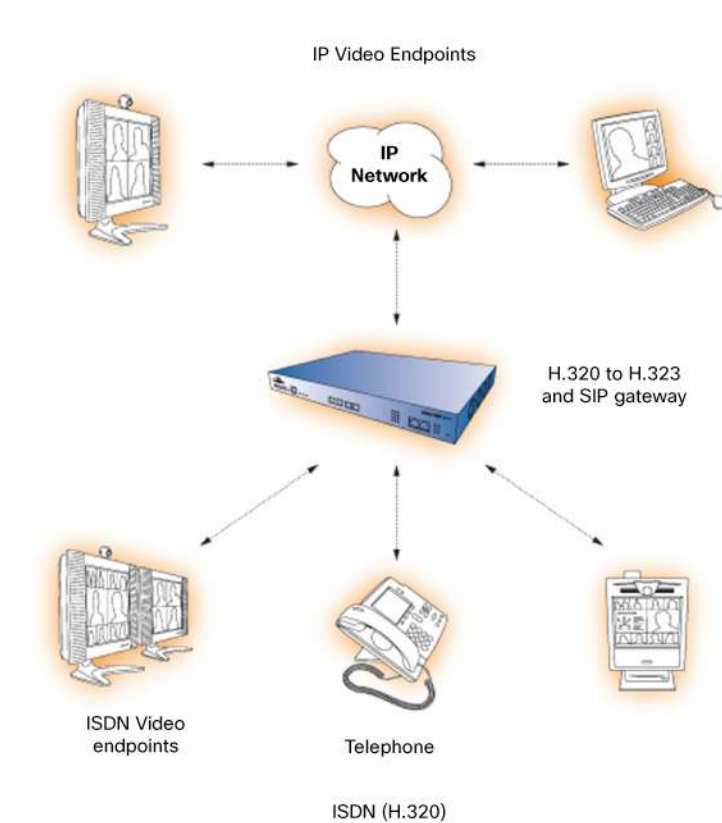 IP Video Endpoints
IP
Network
H.320 to H.323
and SIP gateway
ISDN Video
endpoints
Telephone
ISDN (H.320)